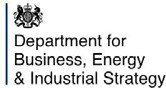 Department for
Business, Energy
& Industrial Strategy